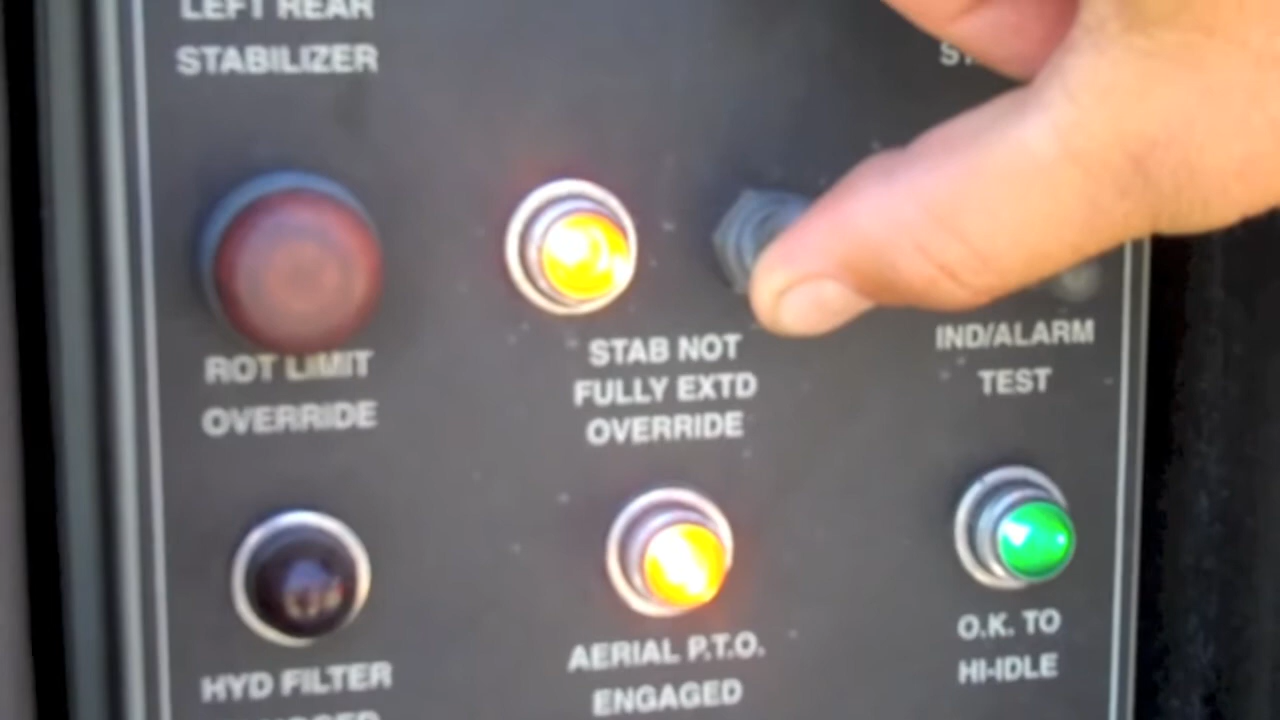 LEFT REAR
STABILIZER
ROT LIMIT
OVERRIDE
STAB NOT
FULLY EXTD
OVERRIDE
IND/ALARM
TEST
HYD FILTER
AERIAL P.T.O.
ENGAGED
O.K. TO
HI-IDLE